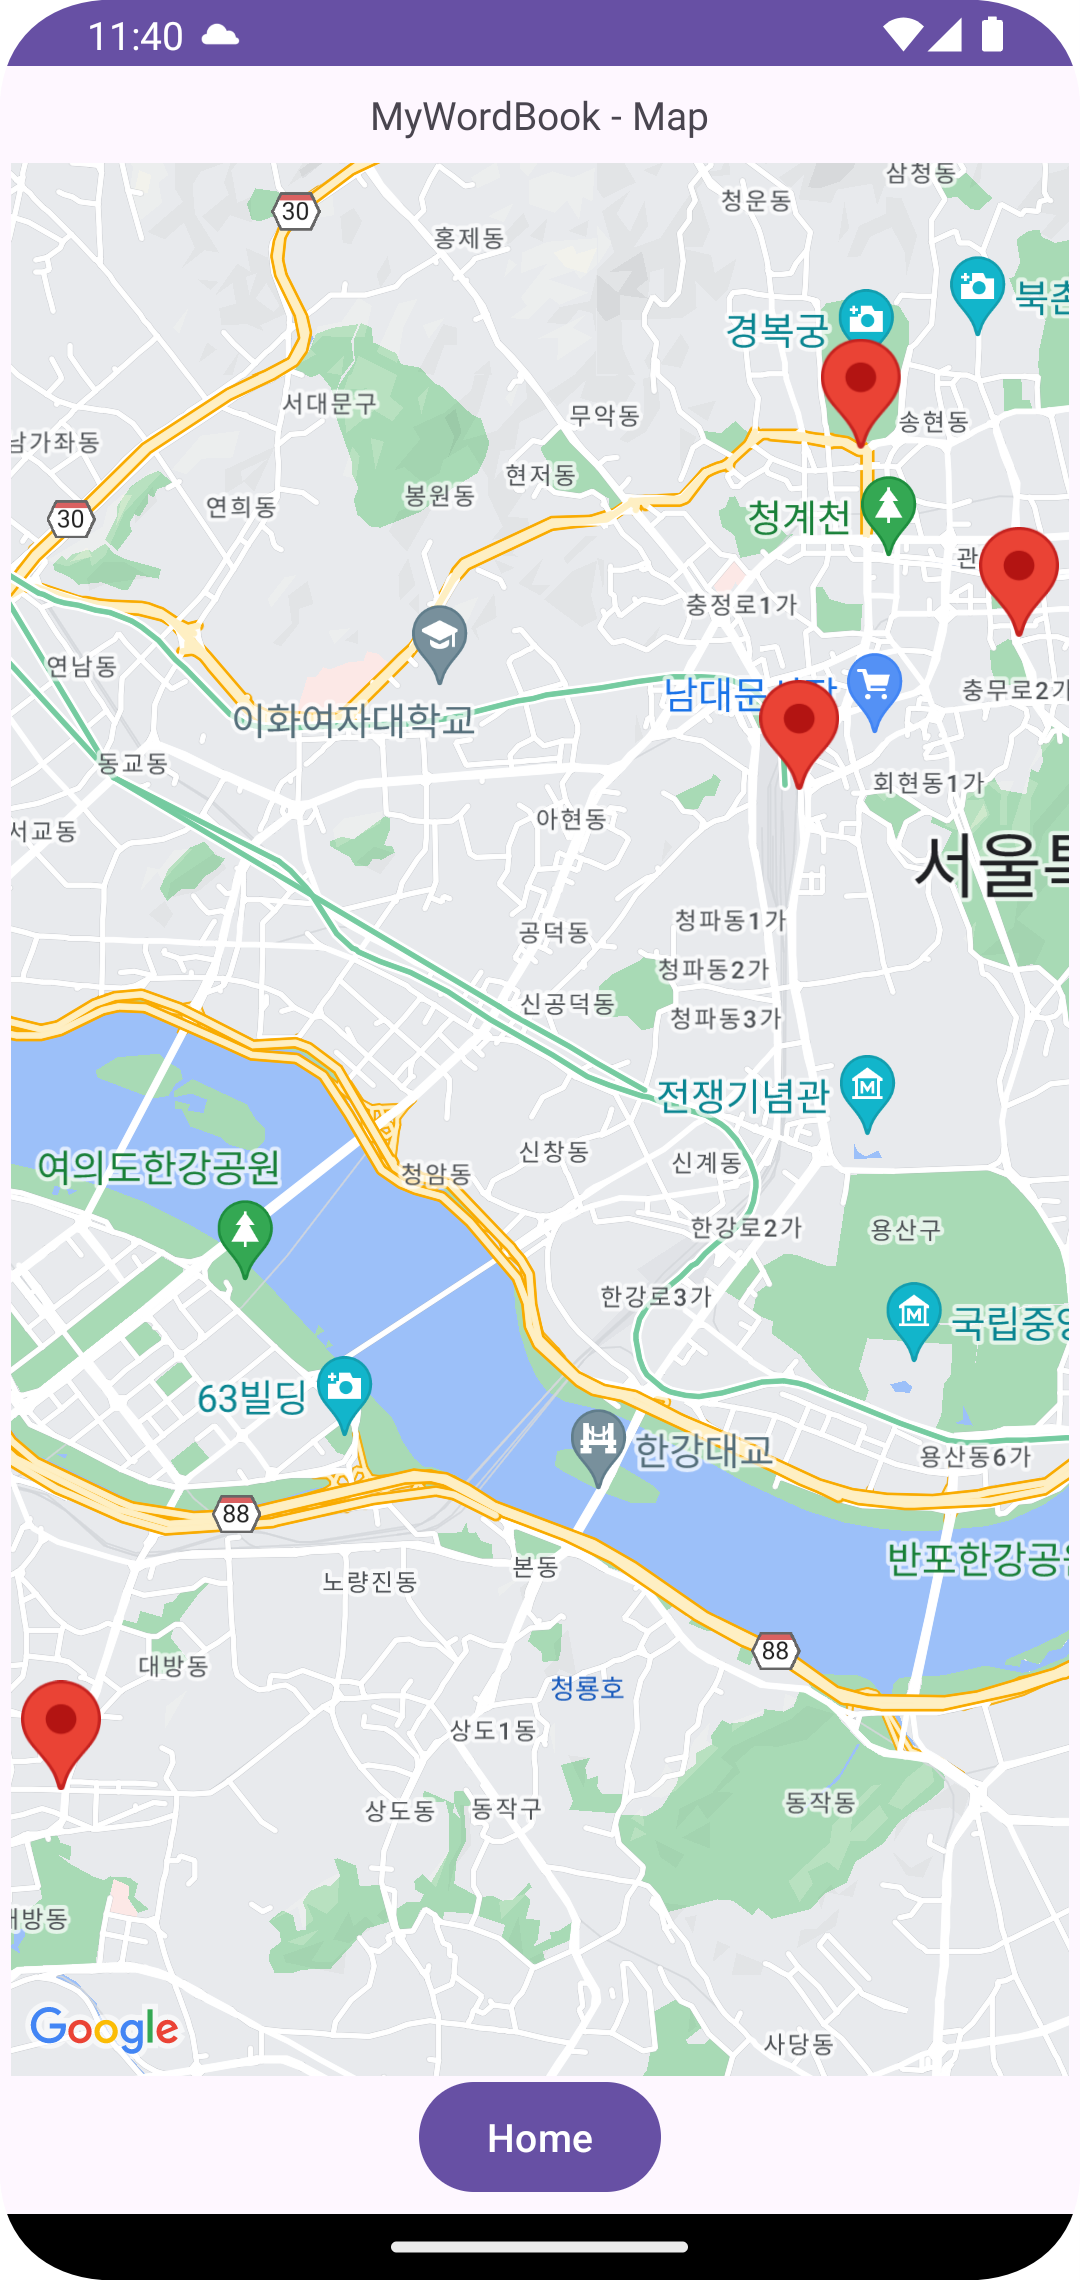 11:40
MyWordBook - Map
삼청동
청운동
30
홍제동
북촌
경복궁
서대문구
무악동
송현동
남가좌동
현저동
봉원동
연희동
30
청계천
관
충정로1가
연남동
충무로2가
남대문시장
이화여자대학교
동교동
회현동1가
아현동
서교동
서울특
청파동1가
공덕동
청파동2가
신공덕동
청파동3가
전쟁기념관
신창동
신계동
여의도한강공원
청암동
한강로2가
용산구
한강로3가
국립중앙
63빌딩
한강대교
용산동6가
88
반포한강공원
본동
노량진동
88
대방동
청룡호
상도1동
동작동
상도동
동작구
대방동
Google
사당동
Home